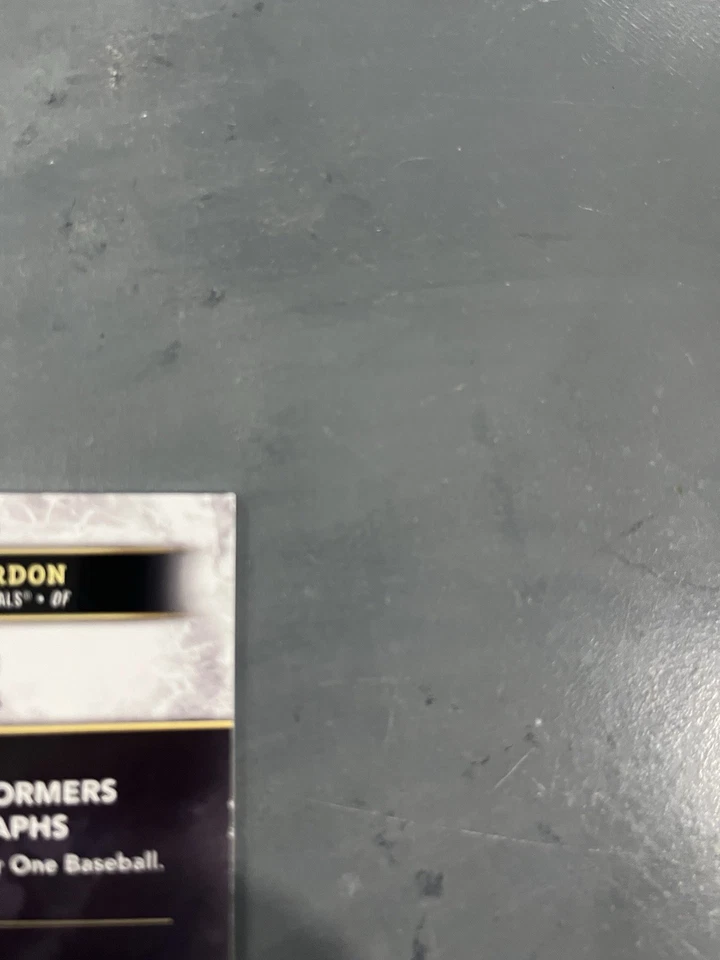 RDON
ALS® • OF
ORMERS
APHS
r One Baseball.